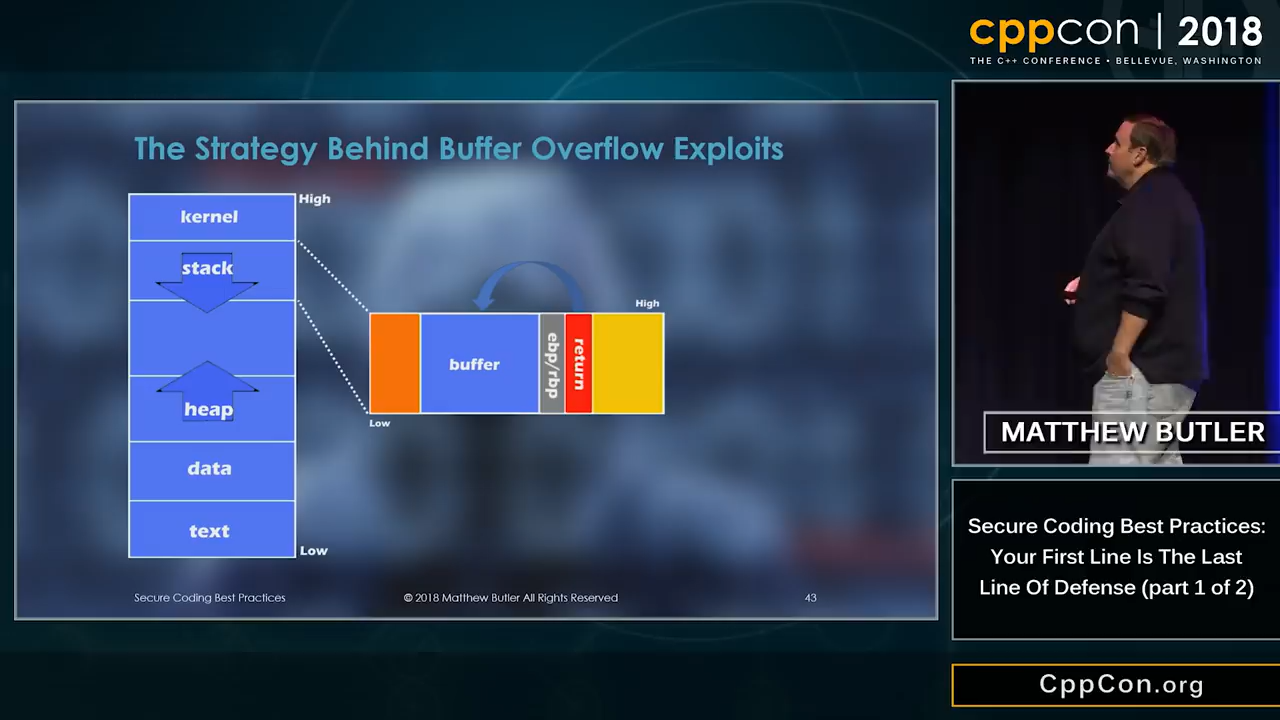 cppcon | 2018
THE C++ CONFERENCE • BELLEVUE, WASHINGTON
The Strategy Behind Buffer Overflow Exploits
High
kernel
stack
heap
data
text
Low
High
buffer
ebp/rbp
return
Low
Secure Coding Best Practices
© 2018 Matthew Butler All Rights Reserved
43
MATTHEW BUTLER
Secure Coding Best Practices:
Your First Line Is The Last
Line Of Defense (part 1 of 2)
CppCon.org